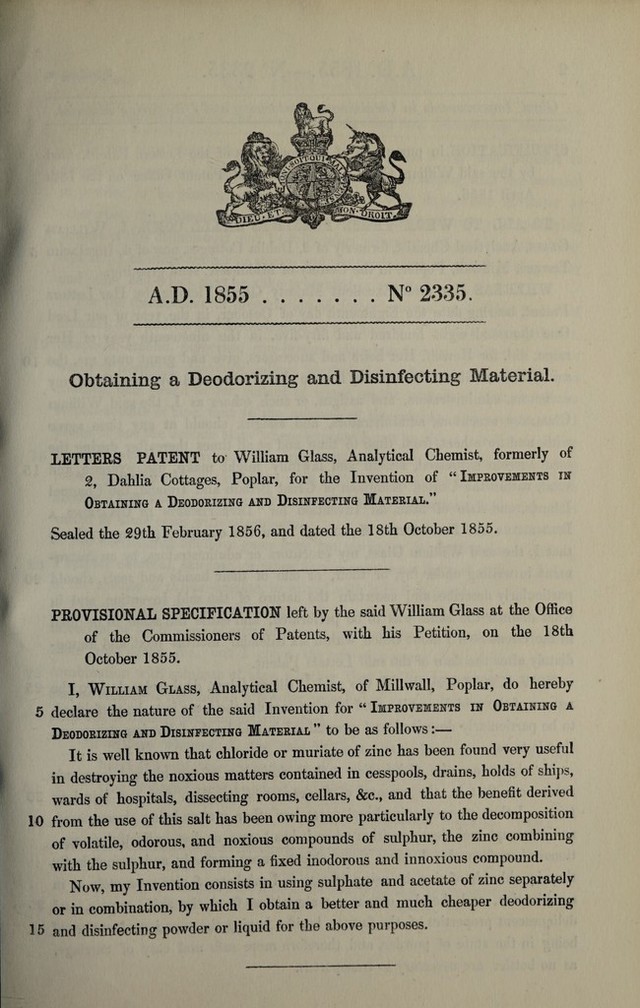 HONI SOIT QUI MAL Y PENSE
DIEU · ET MON · DROIT.
A.D. 1855 . . . . . . . Nº 2335.
Obtaining a Deodorizing and Disinfecting Material.
LETTERS PATENT to William Glass, Analytical Chemist, formerly of
2, Dahlia Cottages, Poplar, for the Invention of “ IMPROVEMENTS IN
OBTAINING A DEODORIZING AND DISINFECTING MATERIAL.”
Sealed the 29th February 1856, and dated the 18th October 1855.
PROVISIONAL SPECIFICATION left by the said William Glass at the Office
of the Commissioners of Patents, with his Petition, on the 18th
October 1855.
I, WILLIAM GLASS, Analytical Chemist, of Millwall, Poplar, do hereby
5 declare the nature of the said Invention for “ IMPROVEMENTS IN OBTAINING A
DEODORIZING AND DISINFECTING MATERIAL ” to be as follows :—
It is well known that chloride or muriate of zinc has been found very useful
in destroying the noxious matters contained in cesspools, drains, holds of ships,
wards of hospitals, dissecting rooms, cellars, &c., and that the benefit derived
10 from the use of this salt has been owing more particularly to the decomposition
of volatile, odorous, and noxious compounds of sulphur, the zinc combining
with the sulphur, and forming a fixed inodorous and innoxious compound.
Now, my Invention consists in using sulphate and acetate of zinc separately
or in combination, by which I obtain a better and much cheaper deodorizing
15 and disinfecting powder or liquid for the above purposes.